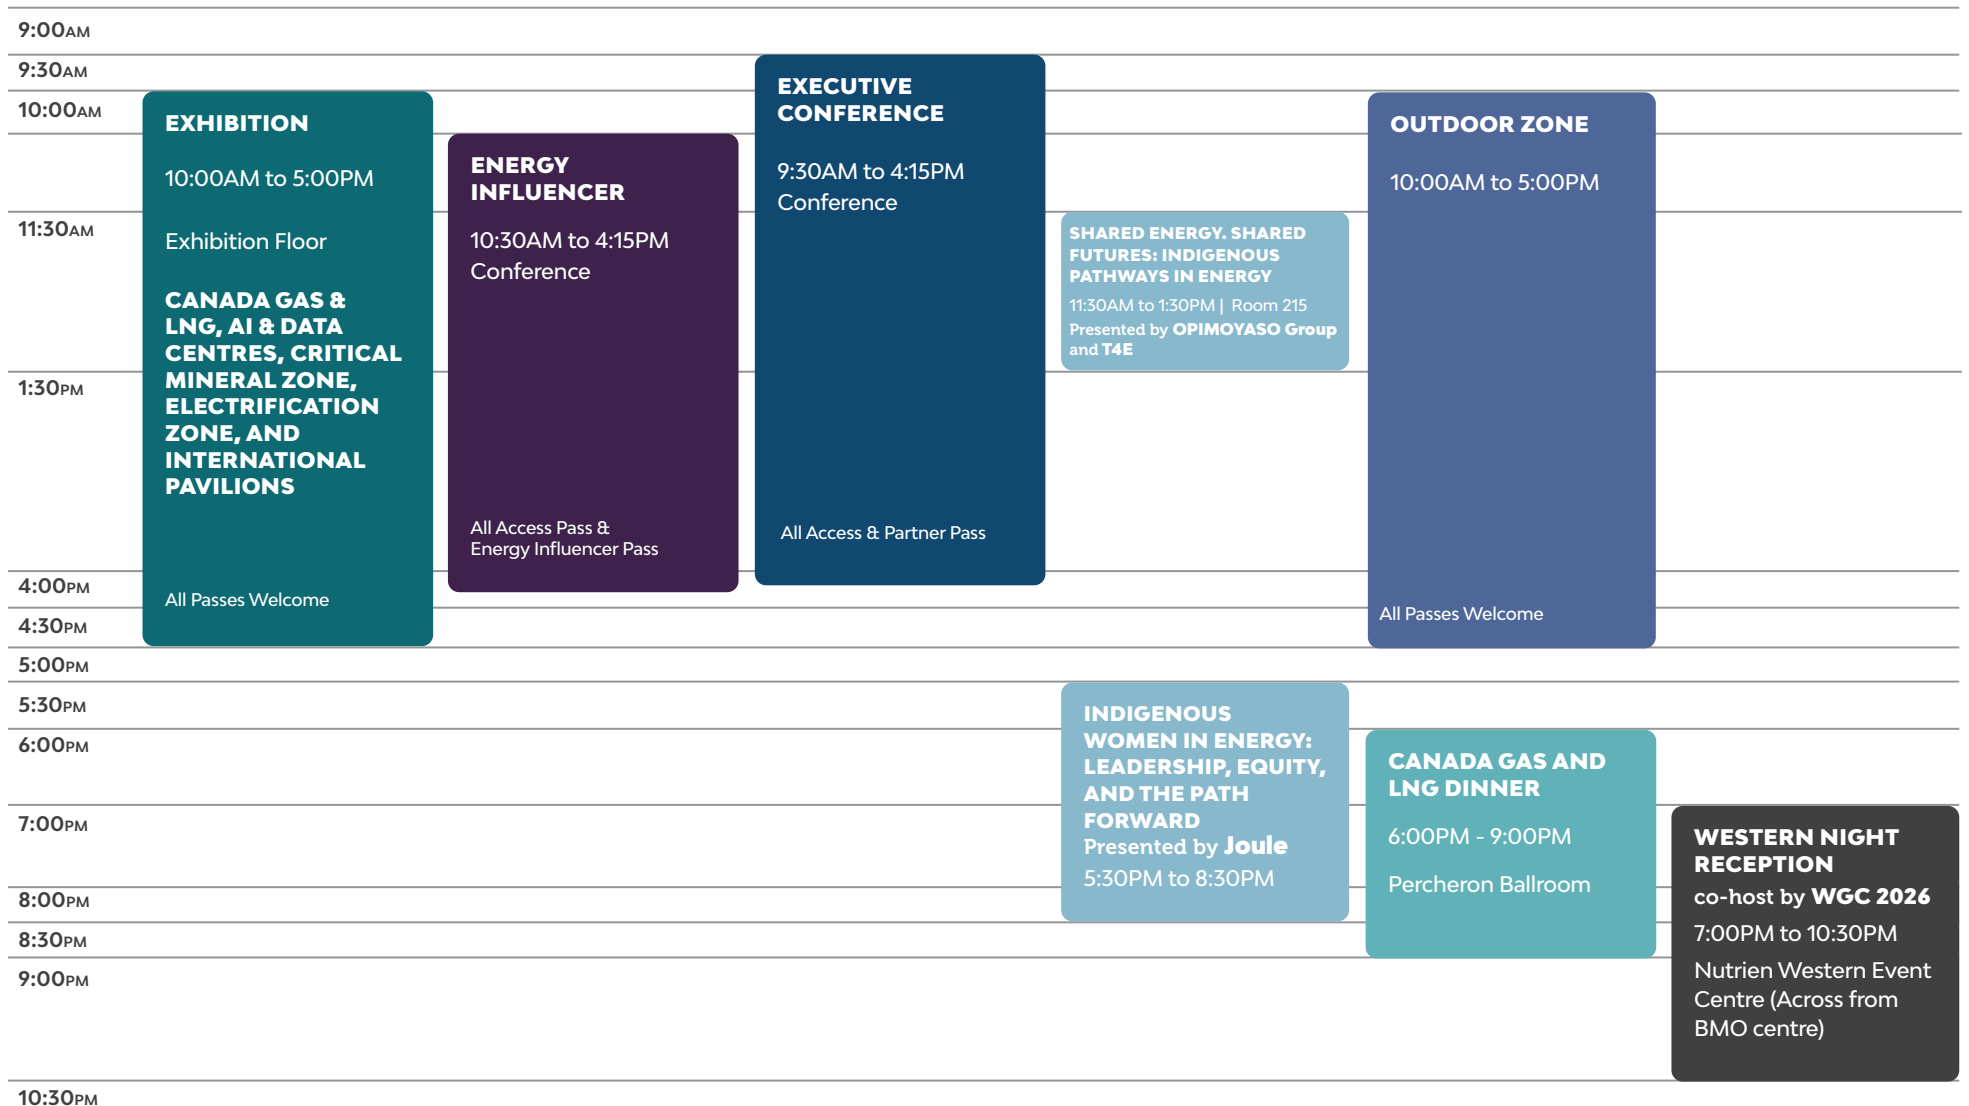 9:00AM
9:30AM
10:00AM
11:30AM
1:30PM
4:00PM
4:30PM
5:00PM
5:30PM
6:00PM
7:00PM
8:00PM
8:30PM
9:00PM
10:30PM
EXHIBITION
10:00AM to 5:00PM
Exhibition Floor
CANADA GAS &
LNG, AI & DATA
CENTRES, CRITICAL
MINERAL ZONE,
ELECTRIFICATION
ZONE, AND
INTERNATIONAL
PAVILIONS
All Passes Welcome
ENERGY
INFLUENCER
10:30AM to 4:15PM
Conference
All Access Pass &
Energy Influencer Pass
EXECUTIVE
CONFERENCE
9:30AM to 4:15PM
Conference
All Access & Partner Pass
SHARED ENERGY. SHARED
FUTURES: INDIGENOUS
PATHWAYS IN ENERGY
11:30AM to 1:30PM | Room 215
Presented by OPIMOYASO Group
and T4E
INDIGENOUS
WOMEN IN ENERGY:
LEADERSHIP, EQUITY,
AND THE PATH
FORWARD
Presented by Joule
5:30PM to 8:30PM
OUTDOOR ZONE
10:00AM to 5:00PM
All Passes Welcome
CANADA GAS AND
LNG DINNER
6:00PM - 9:00PM
Percheron Ballroom
WESTERN NIGHT
RECEPTION
co-host by WGC 2026
7:00PM to 10:30PM
Nutrien Western Event
Centre (Across from
BMO centre)